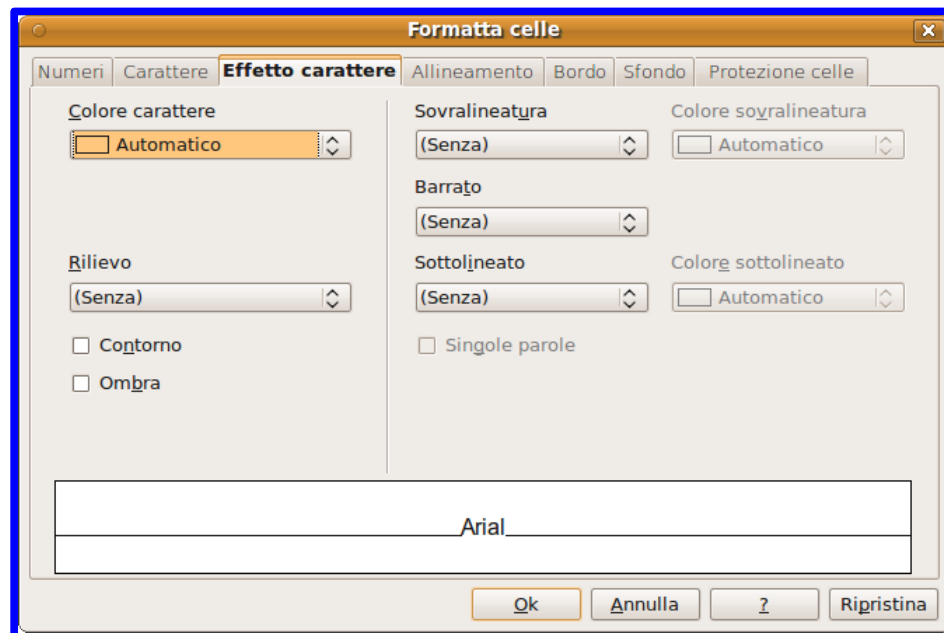 Formatta celle
Numeri Carattere Effetto carattere Allineamento Bordo Sfondo Protezione celle
Colore carattere Sovralineatura Colore sovralineatura
Automatico (Senza) Automatico
Barrato
(Senza)
Rilievo Sottolineato Colore sottolineato
(Senza) (Senza) Automatico
Contorno Singole parole
Ombra
Arial
Ok Annulla ? Ripristina